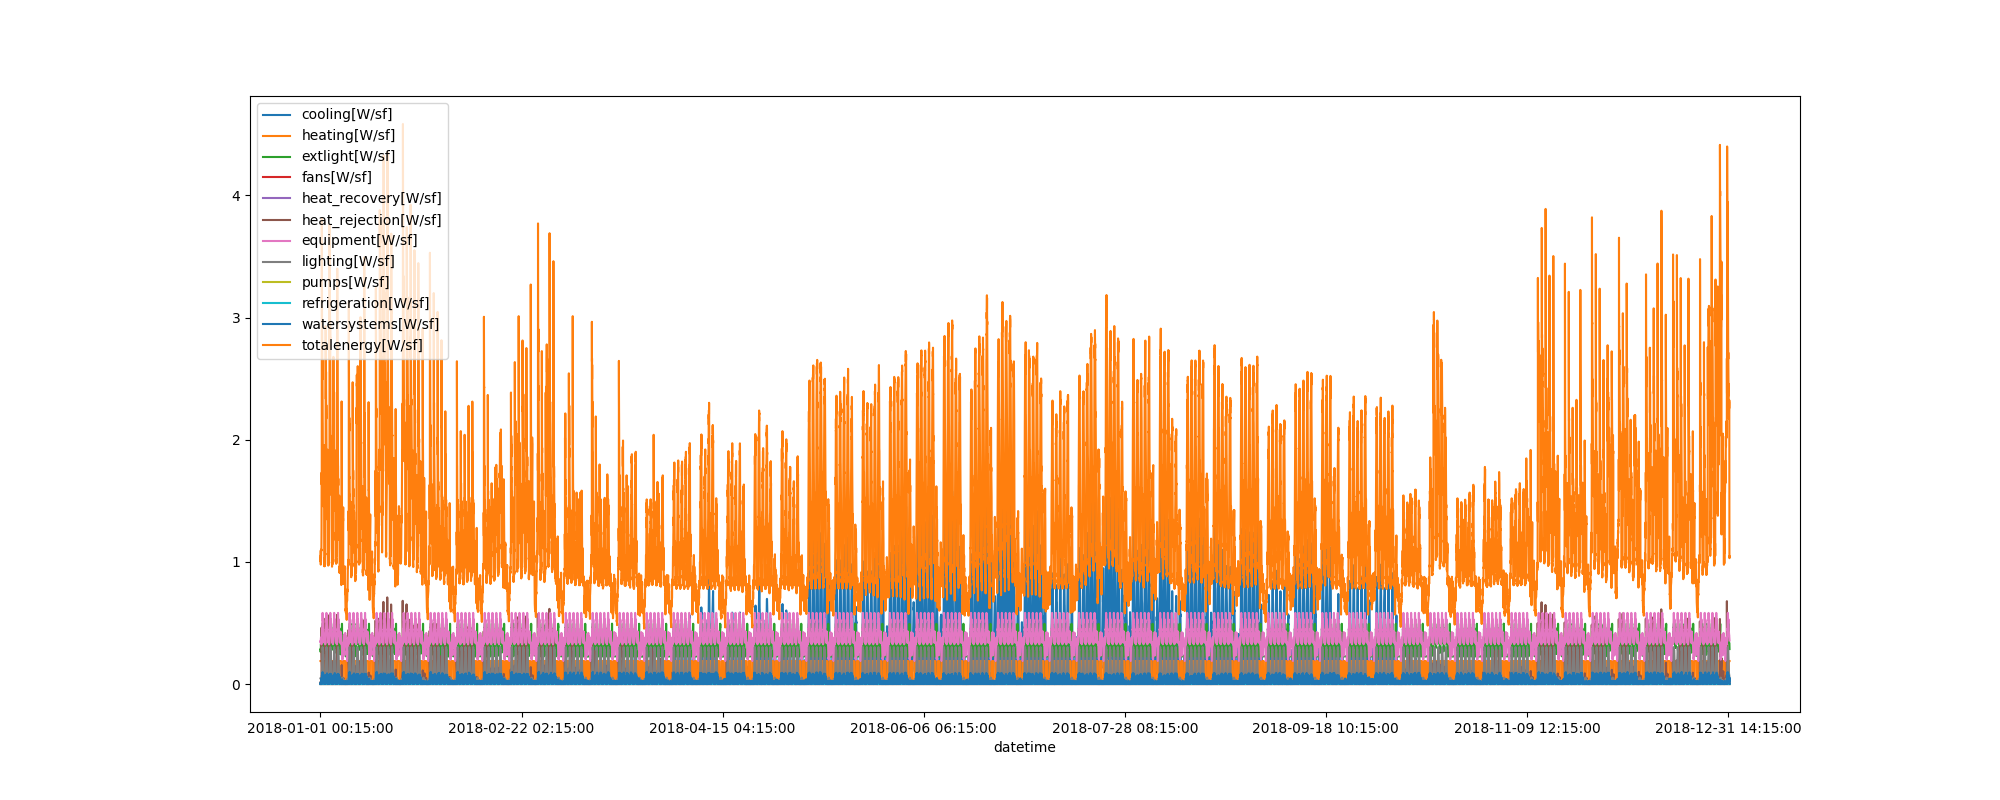 cooling[W/sf]
heating[W/sf]
extlight[W/sf]
fans[W/sf]
heat_recovery[W/sf]
heat_rejection[W/sf]
equipment[W/sf]
lighting[W/sf]
pumps[W/sf]
refrigeration[W/sf]
watersystems[W/sf]
totalenergy[W/sf]
4
3
2
1
0
2018-01-01 00:15:00 2018-02-22 02:15:00 2018-04-15 04:15:00 2018-06-06 06:15:00 2018-07-28 08:15:00 2018-09-18 10:15:00 2018-11-09 12:15:00 2018-12-31 14:15:00
datetime